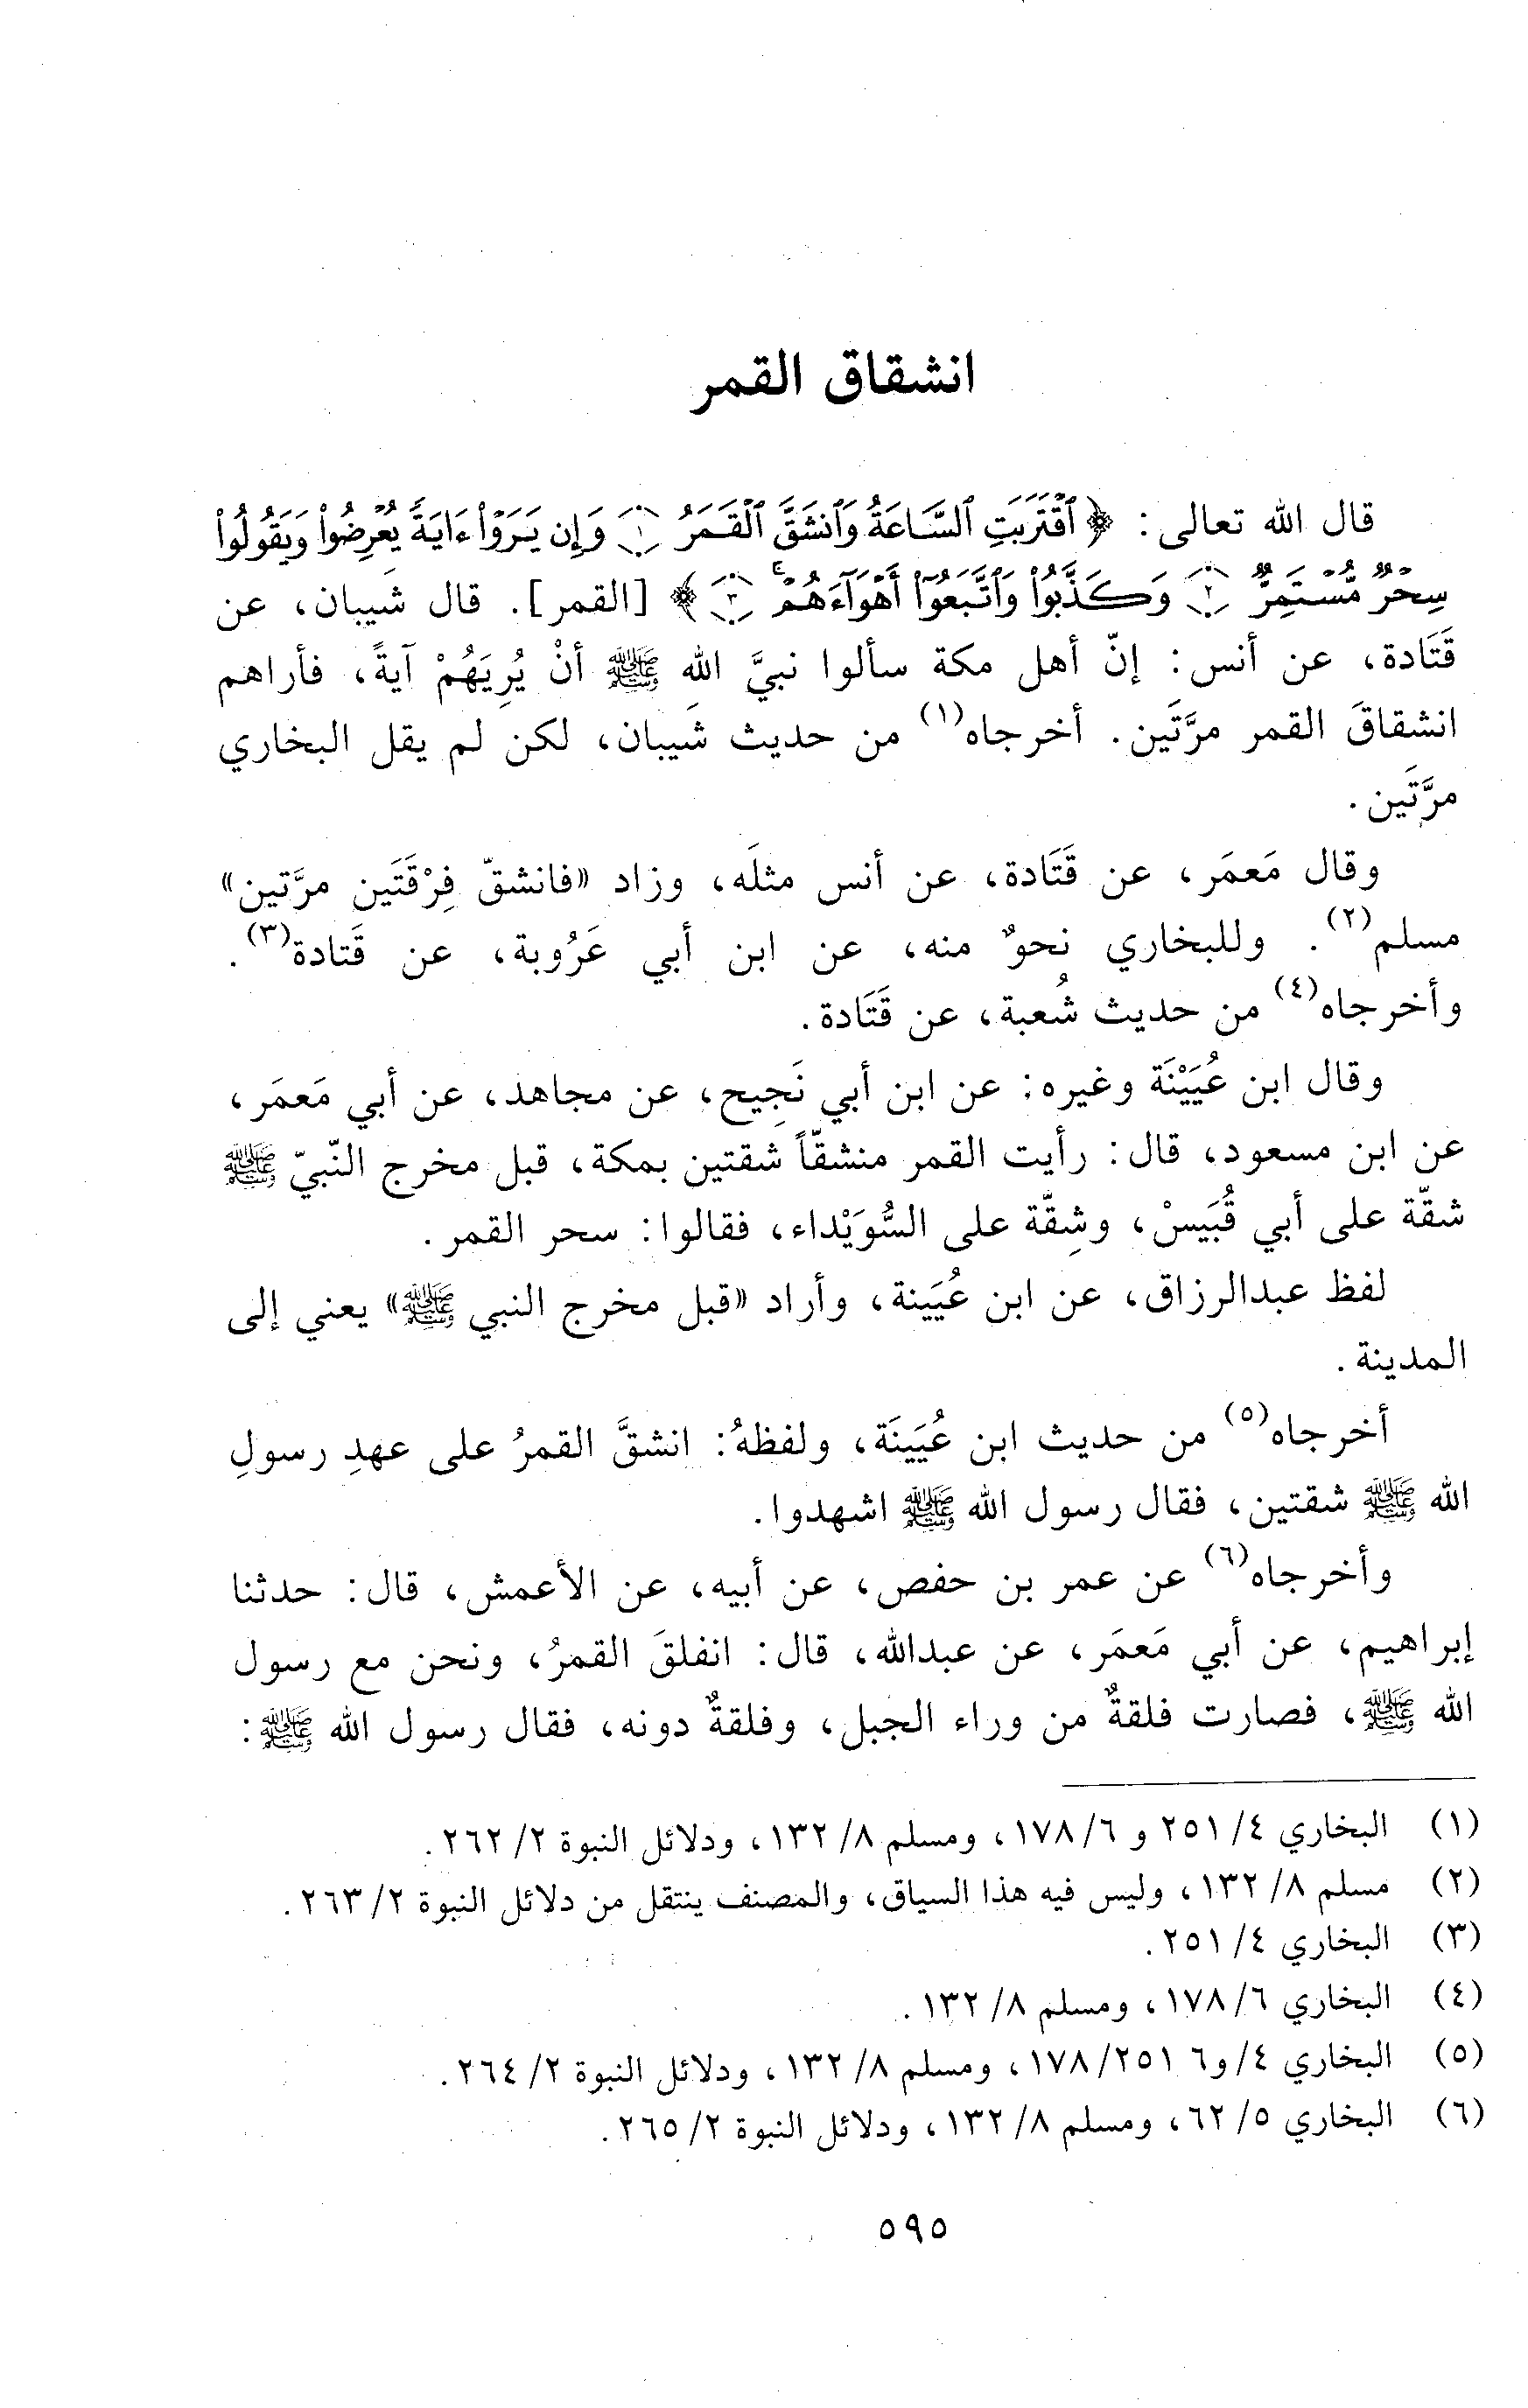 انشقاق القمر
قال الله تعالى: ﴿ٱقْتَرَبَتِ ٱلسَّاعَةُ وَٱنشَقَّ ٱلْقَمَرُ ١ وَإِن يَرَوْا۟ ءَايَةً يُعْرِضُوا۟ وَيَقُولُوا۟
سِحْرٌ مُّسْتَمِرٌّ ٢ وَكَذَّبُوا۟ وَٱتَّبَعُوٓا۟ أَهْوَآءَهُمْ ۚ ٣﴾ [القمر]. قال شَيبان، عن
قَتَادة، عن أنس: إنّ أهل مكة سألوا نبيَّ اللهِ ﷺ أنْ يُرِيَهُمْ آيةً، فأراهم
انشقاقَ القمر مرَّتَين. أخرجاه(١) من حديث شَيبان، لكن لم يقل البخاري
مرَّتَين.
وقال مَعمَر، عن قَتَادة، عن أنس مثلَه، وزاد «فانشقّ فِرْقَتَين مرَّتين»
مسلم(٢). وللبخاري نحوٌ منه، عن ابن أبي عَرُوبة، عن قَتادة(٣).
وأخرجاه(٤) من حديث شُعبة، عن قَتَادة.
وقال ابن عُيَيْنَة وغيره: عن ابن أبي نَجِيح، عن مجاهد، عن أبي مَعمَر،
عن ابن مسعود، قال: رأيت القمر منشقّاً شقتين بمكة، قبل مخرج النّبيّ ﷺ
شقّة على أبي قُبَيسْ، وشِقّة على السُّوَيْداء، فقالوا: سحر القمر.
لفظ عبدالرزاق، عن ابن عُيَينة، وأراد «قبل مخرج النبي ﷺ» يعني إلى
المدينة.
أخرجاه(٥) من حديث ابن عُيَينَة، ولفظهُ: انشقَّ القمرُ على عهدِ رسولِ
الله ﷺ شقتين، فقال رسول الله ﷺ اشهدوا.
وأخرجاه(٦) عن عمر بن حفص، عن أبيه، عن الأعمش، قال: حدثنا
إبراهيم، عن أبي مَعمَر، عن عبدالله، قال: انفلقَ القمرُ، ونحن مع رسول
الله ﷺ، فصارت فلقةٌ من وراء الجبل، وفلقةٌ دونه، فقال رسول الله ﷺ:
(١) البخاري ٤/ ٢٥١ و ٦/ ١٧٨، ومسلم ٨/ ١٣٢، ودلائل النبوة ٢/ ٢٦٢.
(٢) مسلم ٨/ ١٣٢، وليس فيه هذا السياق، والمصنف ينتقل من دلائل النبوة ٢/ ٢٦٣.
(٣) البخاري ٤/ ٢٥١.
(٤) البخاري ٦/ ١٧٨، ومسلم ٨/ ١٣٢.
(٥) البخاري ٤/ و٦ ٢٥١/ ١٧٨، ومسلم ٨/ ١٣٢، ودلائل النبوة ٢/ ٢٦٤.
(٦) البخاري ٥/ ٦٢، ومسلم ٨/ ١٣٢، ودلائل النبوة ٢/ ٢٦٥.
٥٩٥